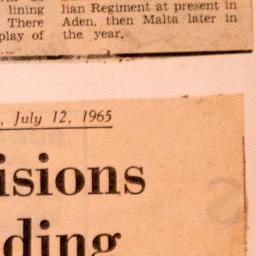 lining
There
play of
lian Regiment at present in
Aden, then Malta later in
the year.
, July 12, 1965
isions
ding